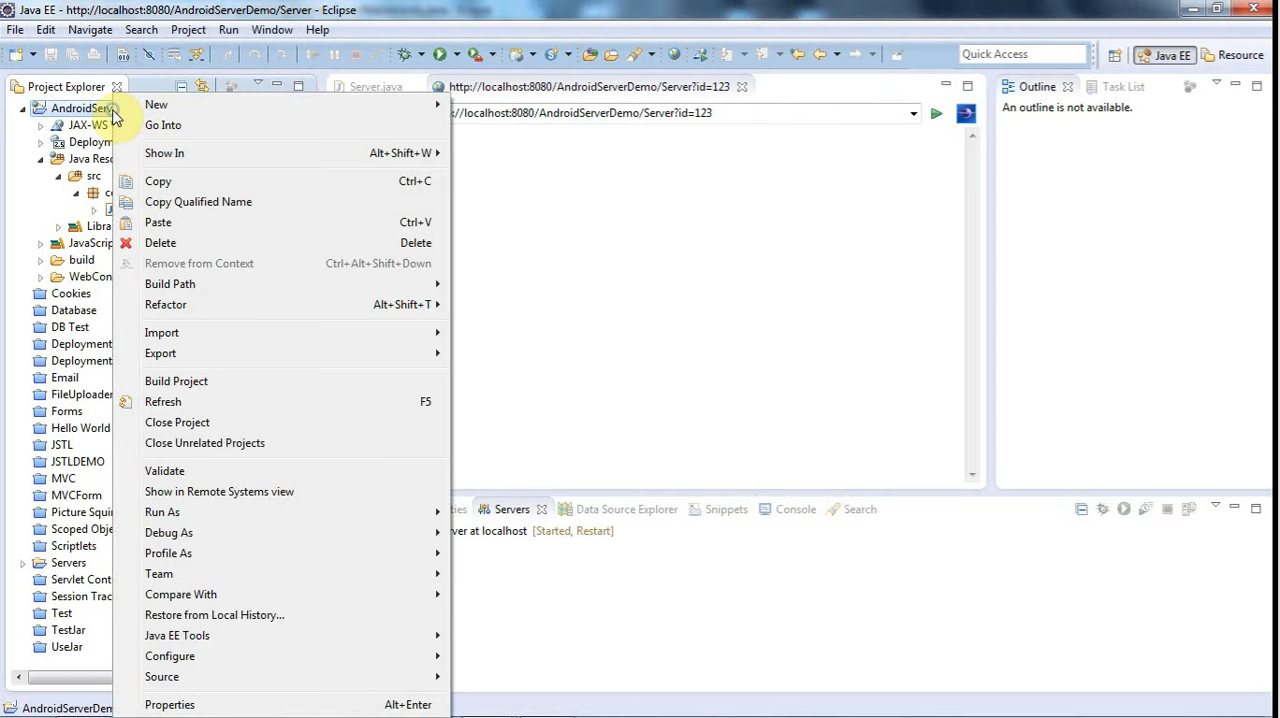 Java EE - http://localhost:8080/AndroidServerDemo/Server - Eclipse
File Edit Navigate Search Project Run Window Help
Quick Access Java EE Resource
Project Explorer
Server.java http://localhost:8080/AndroidServerDemo/Server?id=123
Outline Task List
://localhost:8080/AndroidServerDemo/Server?id=123
An outline is not available.
AndroidServ
JAX-WS
Deploym
Java Reso
src
co
Libra
JavaScrip
build
WebCon
Cookies
Database
DB Test
Deployment
Deployment
Email
FileUploader
Forms
Hello World
JSTL
JSTLDEMO
MVC
MVCForm
Picture Squi
Scoped Obje
Scriptlets
Servers
Servlet Cont
Session Trac
Test
TestJar
UseJar
New
Go Into
Show In Alt+Shift+W
Copy Ctrl+C
Copy Qualified Name
Paste Ctrl+V
Delete Delete
Remove from Context Ctrl+Alt+Shift+Down
Build Path
Refactor Alt+Shift+T
Import
Export
Build Project
Refresh F5
Close Project
Close Unrelated Projects
Validate
Show in Remote Systems view
Run As
Debug As
Profile As
Team
Compare With
Restore from Local History...
Java EE Tools
Configure
Source
Properties Alt+Enter
ties Servers Data Source Explorer Snippets Console Search
rver at localhost [Started, Restart]
AndroidServerDem